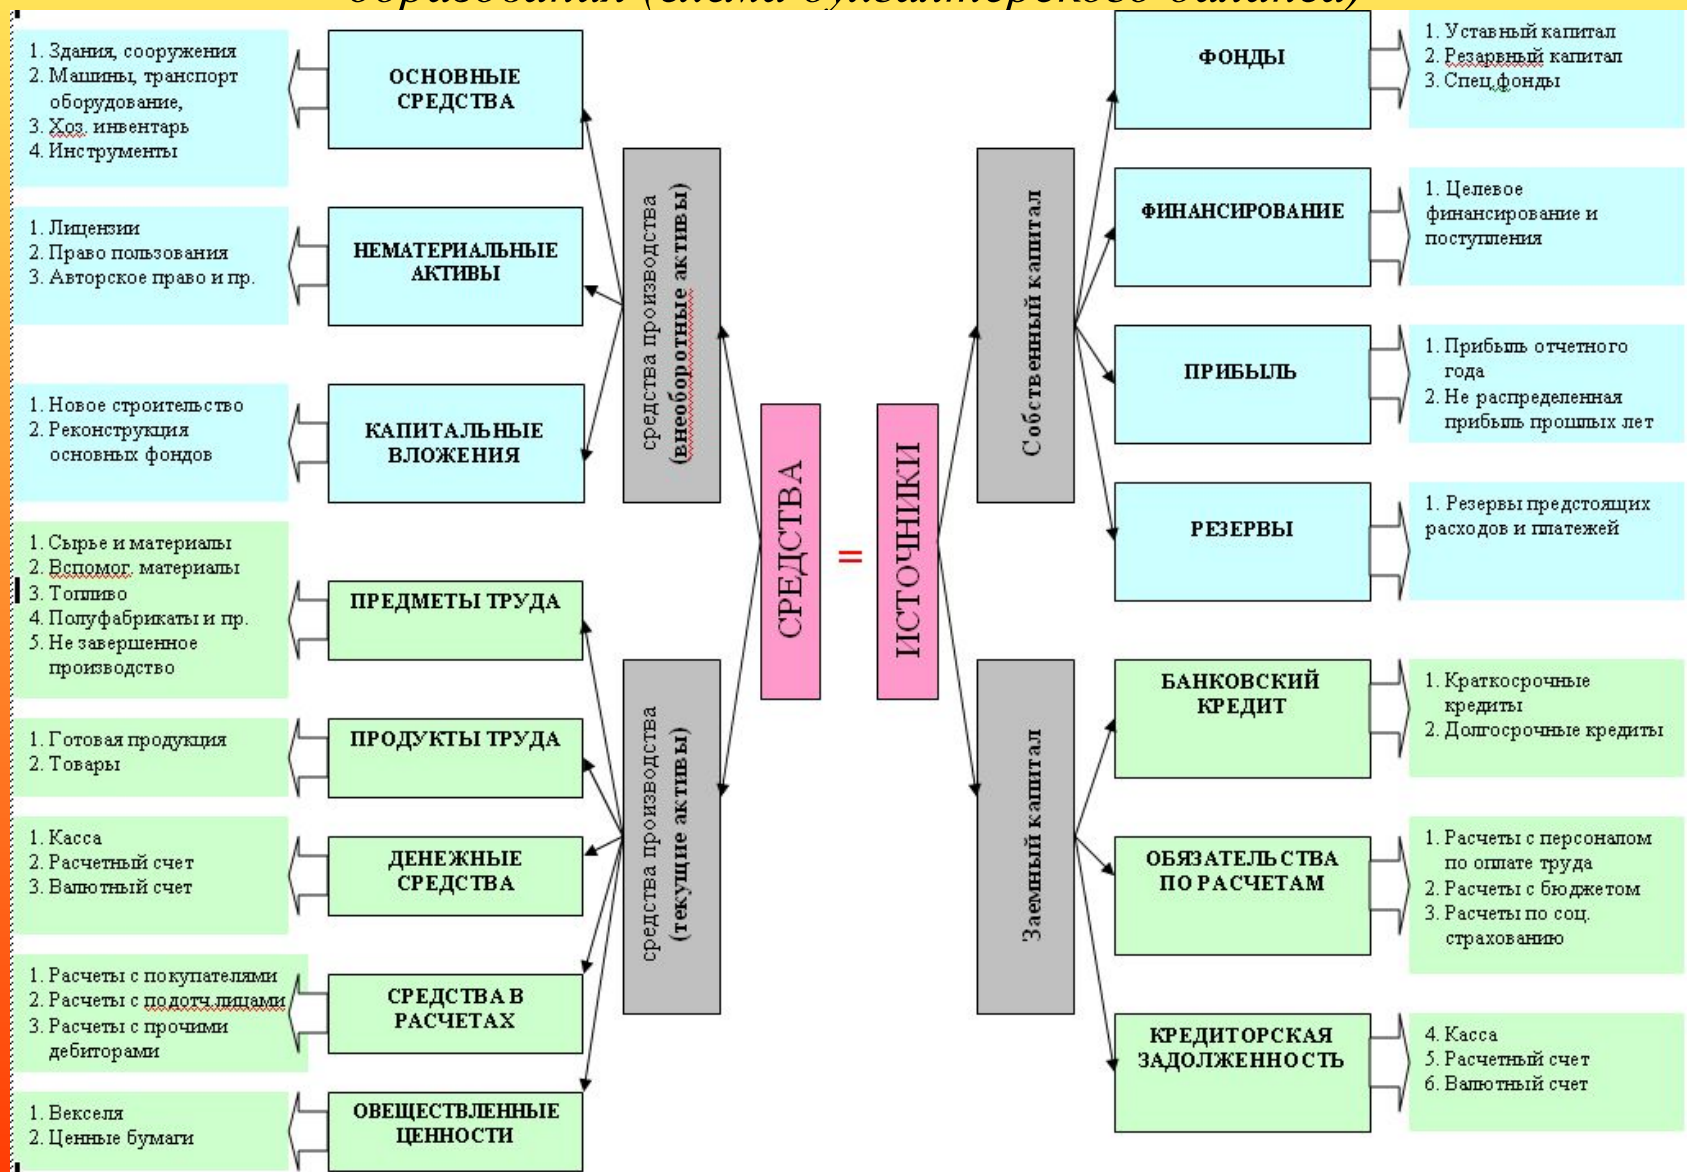 образования (схема бухгалтерского баланса)
1. Здания, сооружения
2. Машины, транспорт
оборудование,
3. Хоз. инвентарь
4. Инструменты
ОСНОВНЫЕ
СРЕДСТВА
1. Лицензии
2. Право пользования
3. Авторское право и пр.
НЕМАТЕРИАЛЬНЫЕ
АКТИВЫ
1. Новое строительство
2. Реконструкция
основных фондов
КАПИТАЛЬНЫЕ
ВЛОЖЕНИЯ
средства производства
(внеоборотные активы)
1. Сырье и материалы
2. Вспомог. материалы
3. Топливо
4. Полуфабрикаты и пр.
5. Не завершенное
производство
ПРЕДМЕТЫ ТРУДА
1. Готовая продукция
2. Товары
ПРОДУКТЫ ТРУДА
1. Касса
2. Расчетный счет
3. Валютный счет
ДЕНЕЖНЫЕ
СРЕДСТВА
1. Расчеты с покупателями
2. Расчеты с подотч.лицами
3. Расчеты с прочими
дебиторами
СРЕДСТВА В
РАСЧЕТАХ
1. Векселя
2. Ценные бумаги
ОВЕЩЕСТВЛЕННЫЕ
ЦЕННОСТИ
средства производства
(текущие активы)
СРЕДСТВА
=
ИСТОЧНИКИ
Собственный капитал
ФОНДЫ
1. Уставный капитал
2. Резарвный капитал
3. Спец.фонды
ФИНАНСИРОВАНИЕ
1. Целевое
финансирование и
поступления
ПРИБЫЛЬ
1. Прибыль отчетного
года
2. Не распределенная
прибыль прошлых лет
РЕЗЕРВЫ
1. Резервы предстоящих
расходов и платежей
Заемный капитал
БАНКОВСКИЙ
КРЕДИТ
1. Краткосрочные
кредиты
2. Долгосрочные кредиты
ОБЯЗАТЕЛЬСТВА
ПО РАСЧЕТАМ
1. Расчеты с персоналом
по оплате труда
2. Расчеты с бюджетом
3. Расчеты по соц.
страхованию
КРЕДИТОРСКАЯ
ЗАДОЛЖЕННОСТЬ
4. Касса
5. Расчетный счет
6. Валютный счет